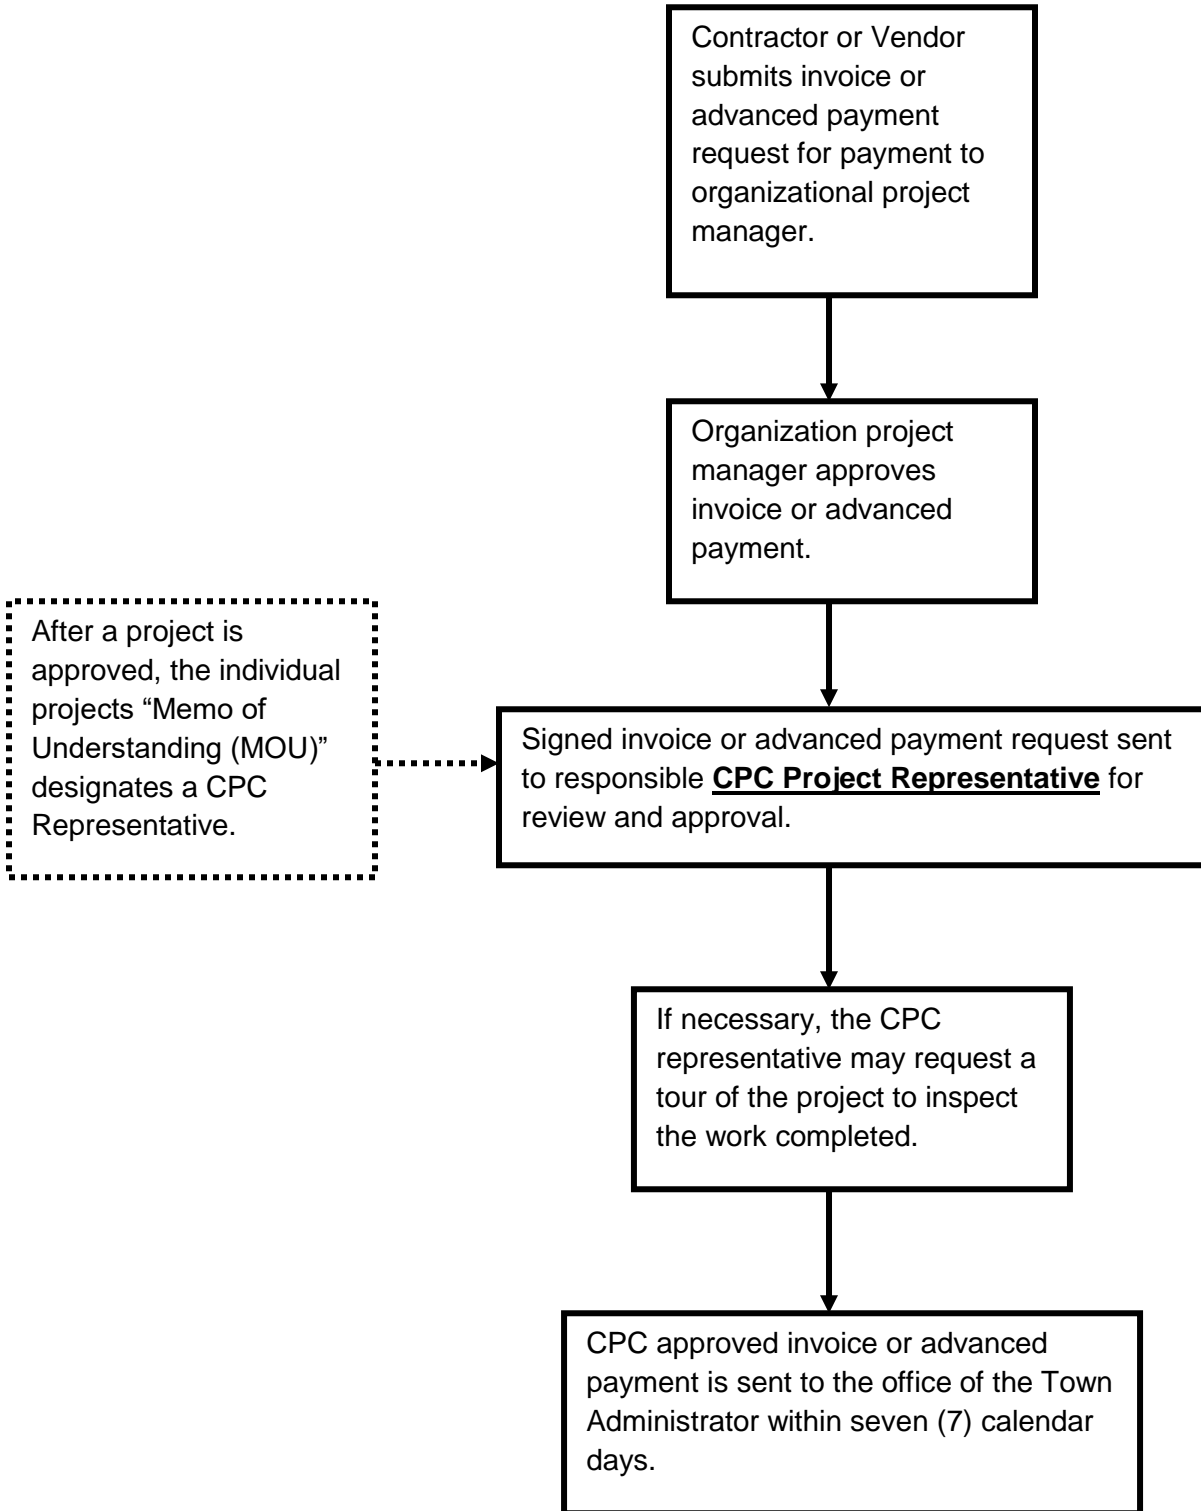 Contractor or Vendor
submits invoice or
advanced payment
request for payment to
organizational project
manager.
Organization project
manager approves
invoice or advanced
payment.
After a project is
approved, the individual
projects “Memo of
Understanding (MOU)”
designates a CPC
Representative.
Signed invoice or advanced payment request sent
to responsible CPC Project Representative for
review and approval.
If necessary, the CPC
representative may request a
tour of the project to inspect
the work completed.
CPC approved invoice or advanced
payment is sent to the office of the Town
Administrator within seven (7) calendar
days.